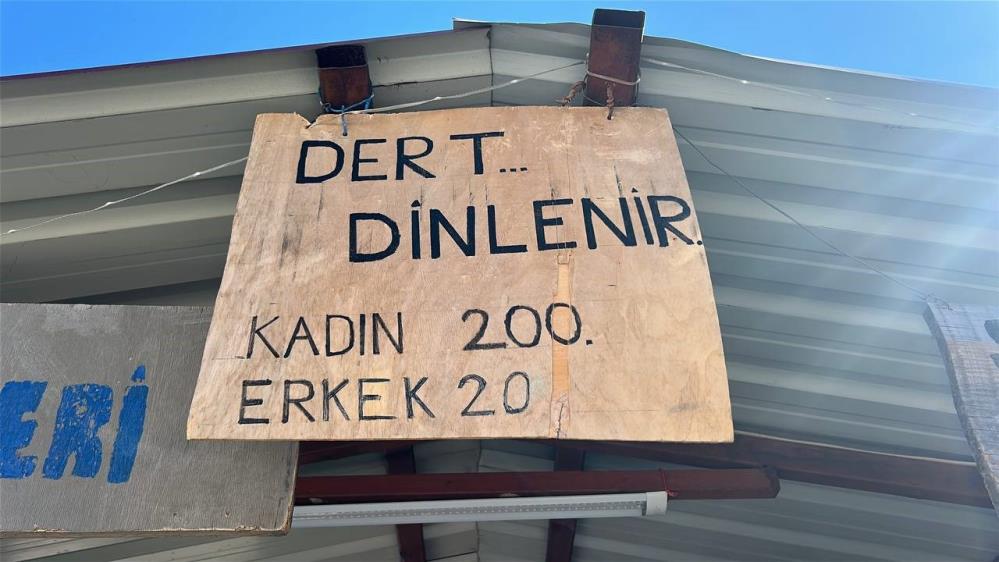 DERT...
DİNLENİR.
KADIN 200.
ERKEK 20
ERİ